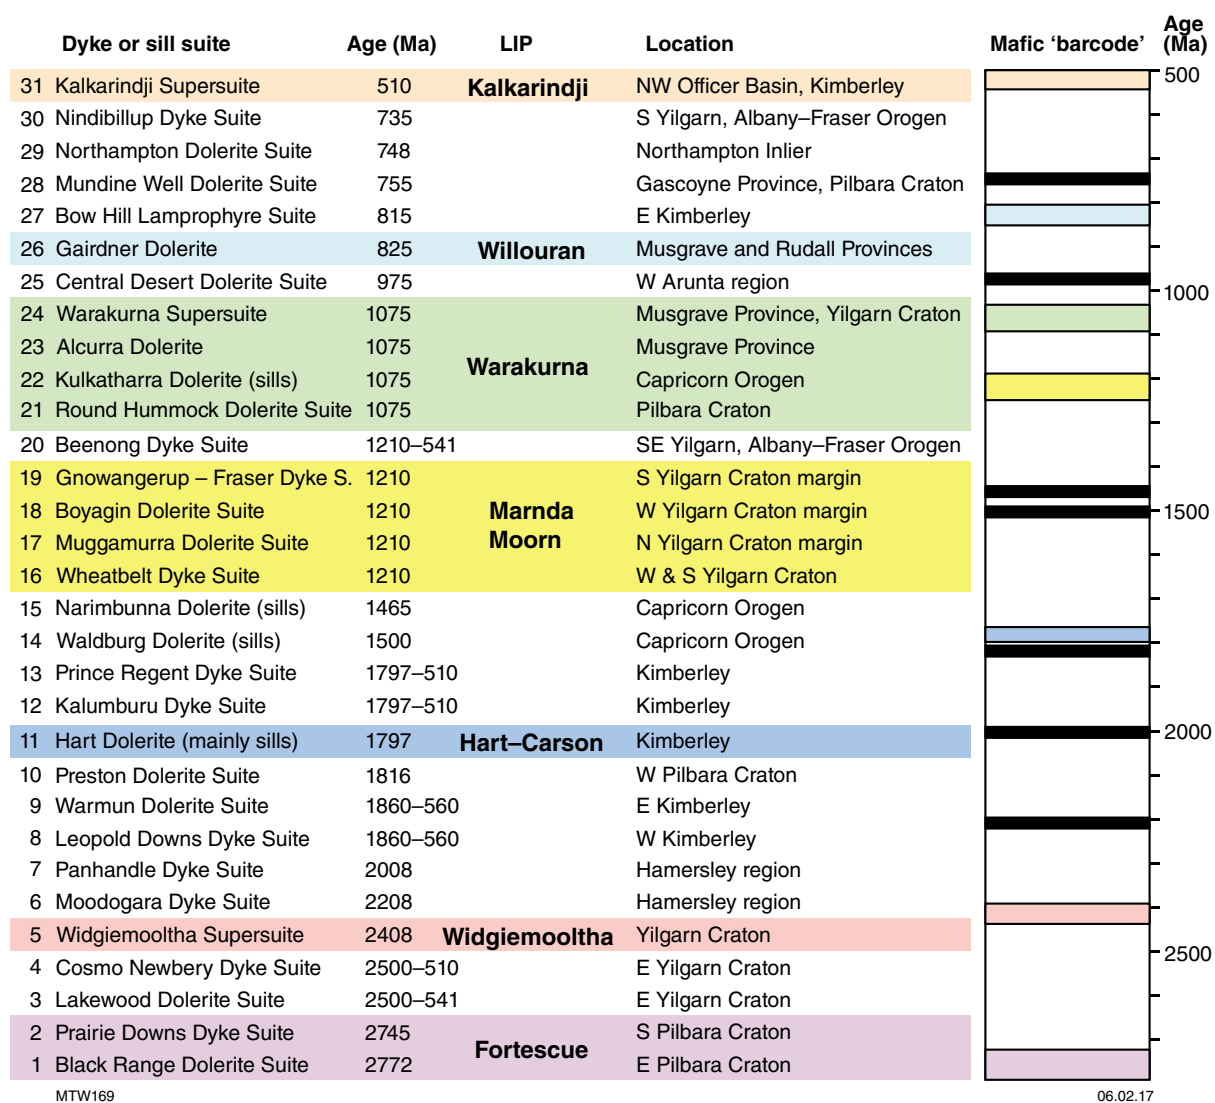 Dyke or sill suite Age (Ma) LIP Location Mafic ‘barcode’ Age (Ma)
31 Kalkarindji Supersuite 510 Kalkarindji NW Officer Basin, Kimberley
30 Nindibillup Dyke Suite 735 S Yilgarn, Albany–Fraser Orogen
29 Northampton Dolerite Suite 748 Northampton Inlier
28 Mundine Well Dolerite Suite 755 Gascoyne Province, Pilbara Craton
27 Bow Hill Lamprophyre Suite 815 E Kimberley
26 Gairdner Dolerite 825 Willouran Musgrave and Rudall Provinces
25 Central Desert Dolerite Suite 975 W Arunta region
24 Warakurna Supersuite 1075 Musgrave Province, Yilgarn Craton
23 Alcurra Dolerite 1075 Musgrave Province
Warakurna
22 Kulkatharra Dolerite (sills) 1075 Capricorn Orogen
21 Round Hummock Dolerite Suite 1075 Pilbara Craton
20 Beenong Dyke Suite 1210–541 SE Yilgarn, Albany–Fraser Orogen
19 Gnowangerup – Fraser Dyke S. 1210 S Yilgarn Craton margin
18 Boyagin Dolerite Suite 1210 Marnda W Yilgarn Craton margin
17 Muggamurra Dolerite Suite 1210 Moorn N Yilgarn Craton margin
16 Wheatbelt Dyke Suite 1210 W & S Yilgarn Craton
15 Narimbunna Dolerite (sills) 1465 Capricorn Orogen
14 Waldburg Dolerite (sills) 1500 Capricorn Orogen
13 Prince Regent Dyke Suite 1797–510 Kimberley
12 Kalumburu Dyke Suite 1797–510 Kimberley
11 Hart Dolerite (mainly sills) 1797 Hart–Carson Kimberley
10 Preston Dolerite Suite 1816 W Pilbara Craton
9 Warmun Dolerite Suite 1860–560 E Kimberley
8 Leopold Downs Dyke Suite 1860–560 W Kimberley
7 Panhandle Dyke Suite 2008 Hamersley region
6 Moodogara Dyke Suite 2208 Hamersley region
5 Widgiemooltha Supersuite 2408 Widgiemooltha Yilgarn Craton
4 Cosmo Newbery Dyke Suite 2500–510 E Yilgarn Craton
3 Lakewood Dolerite Suite 2500–541 E Yilgarn Craton
2 Prairie Downs Dyke Suite 2745 S Pilbara Craton
Fortescue
1 Black Range Dolerite Suite 2772 E Pilbara Craton
500
1000
1500
2000
2500
MTW169
06.02.17